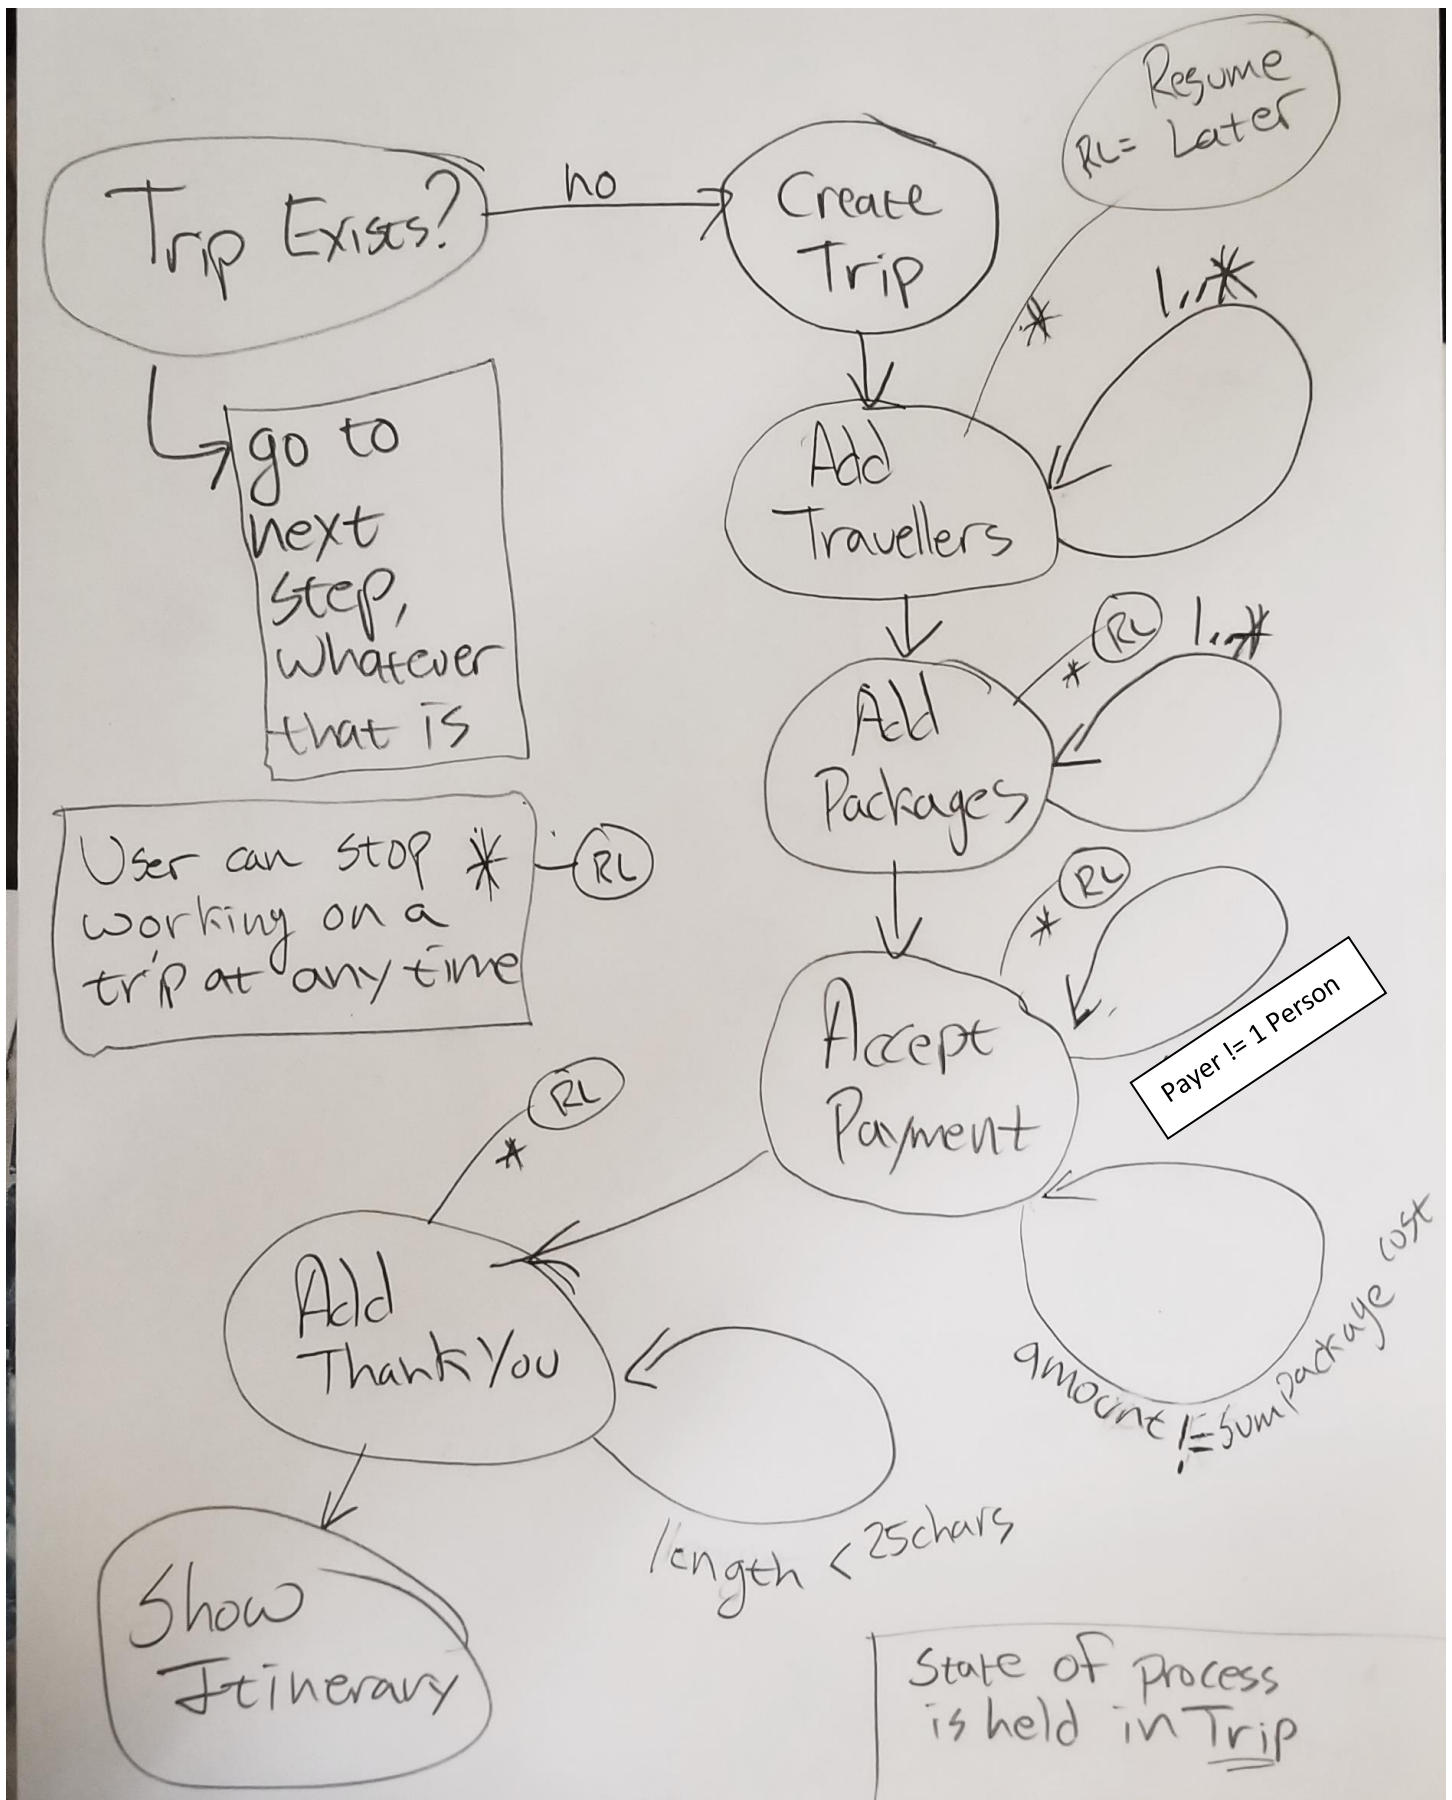 Resume
RL = Later
Trip Exists?
no
Create
Trip
*
1..*
go to
next
step,
whatever
that is
Add
Travellers
RL
*
1..*
Add
Packages
User can stop *
working on a
trip at any time
RL
RL
*
Accept
Payment
Payer != 1 Person
RL
*
Add
Thank You
amount != sum package cost
length < 25 chars
Show
Itinerary
State of process
is held in Trip